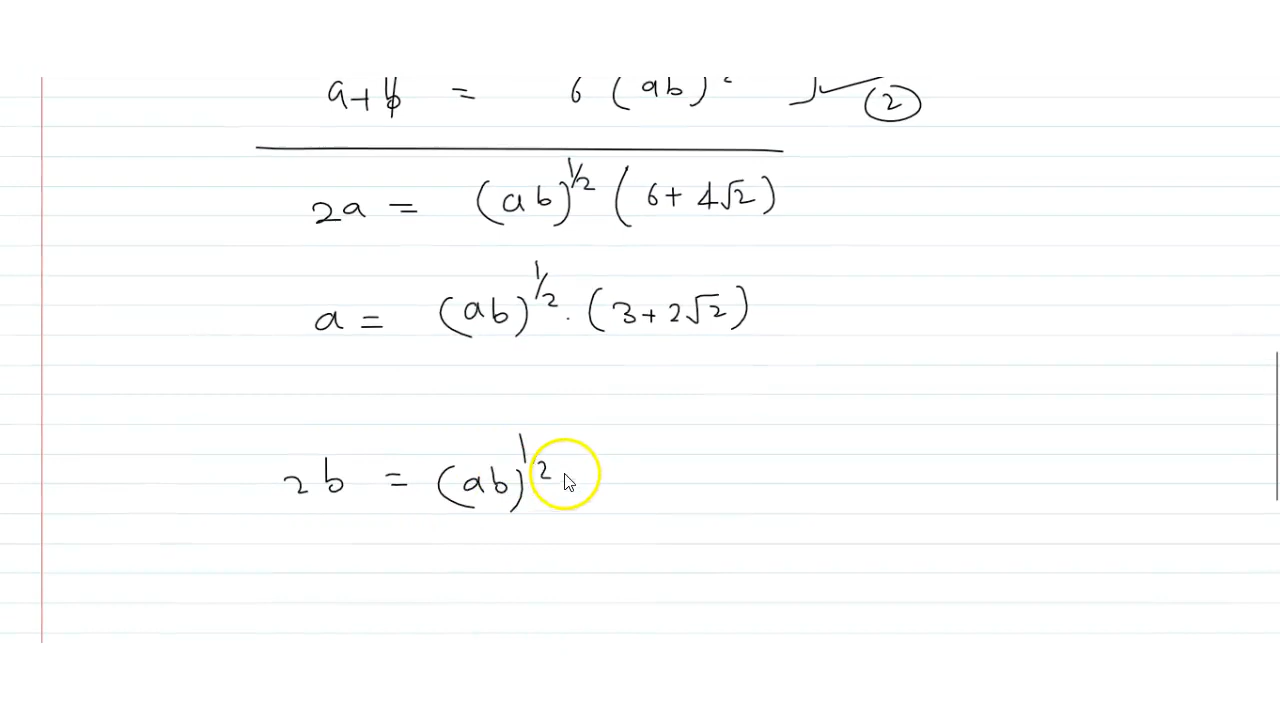 a+b = 6 (ab) ②
2a = (ab)^1/2 (6+ 4√2)
a = (ab)^1/2 . (3+ 2√2)
2b = (ab)^1/2